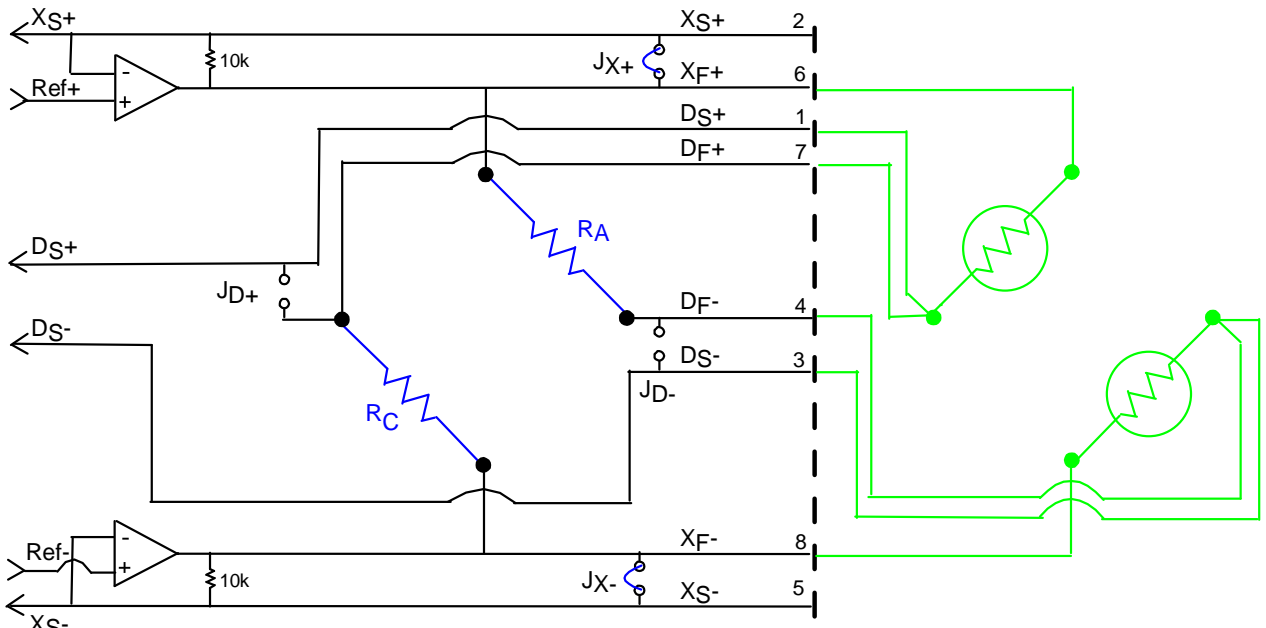 XS+ XS+ 2
10k
JX+
XF+ 6
- Ref+ +
DS+ 1
DF+ 7
RA
DS+
JD+
DF- 4
DS-
DS- 3
JD-
RC
- XF- 8
Ref- +
10k
JX-
XS- 5
XS-